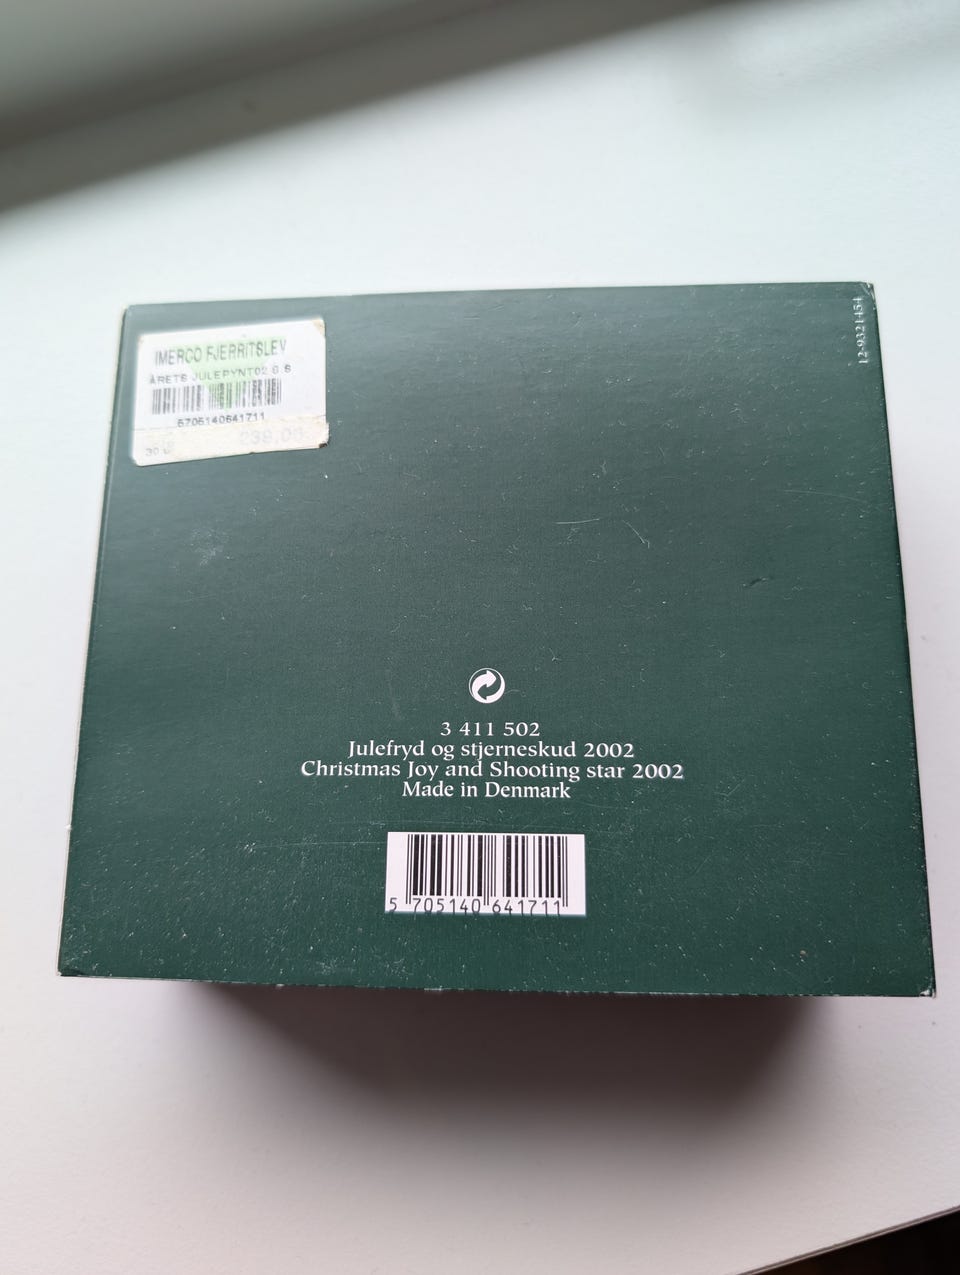 IMERCO FJERRITSLEV
ÅRETS JULEPYNT02 G S
5705140641711
239,00
12-9321454
3 411 502
Julefryd og stjerneskud 2002
Christmas Joy and Shooting star 2002
Made in Denmark
5 705140 641711